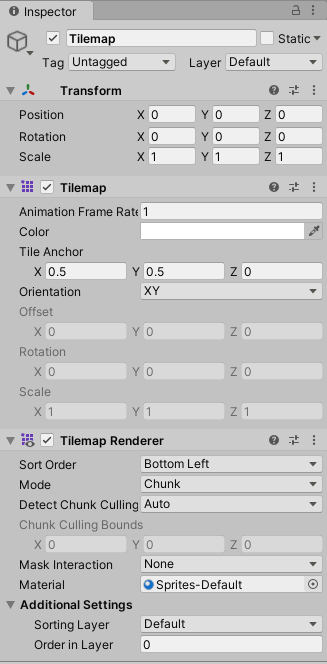 Inspector
Tilemap Static
Tag Untagged Layer Default
Transform
Position X 0 Y 0 Z 0
Rotation X 0 Y 0 Z 0
Scale X 1 Y 1 Z 1
Tilemap
Animation Frame Rate 1
Color
Tile Anchor
X 0.5 Y 0.5 Z 0
Orientation XY
Offset
X 0 Y 0 Z 0
Rotation
X 0 Y 0 Z 0
Scale
X 1 Y 1 Z 1
Tilemap Renderer
Sort Order Bottom Left
Mode Chunk
Detect Chunk Culling Auto
Chunk Culling Bounds
X 0 Y 0 Z 0
Mask Interaction None
Material Sprites-Default
Additional Settings
Sorting Layer Default
Order in Layer 0